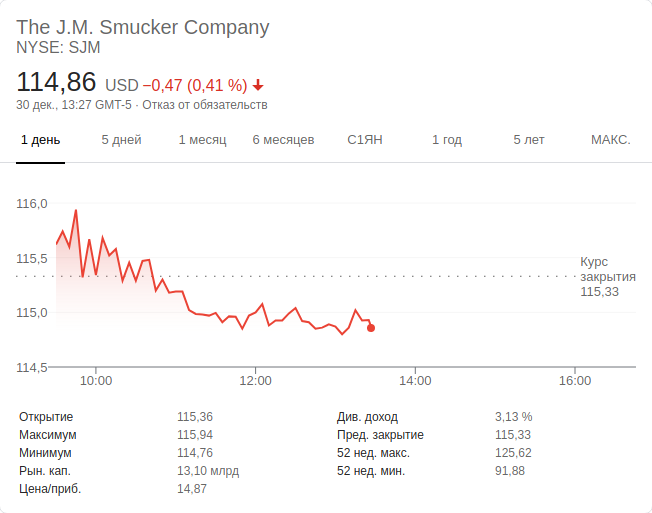 The J.M. Smucker Company
NYSE: SJM
114,86 USD −0,47 (0,41 %)
30 дек., 13:27 GMT-5 · Отказ от обязательств
1 день 5 дней 1 месяц 6 месяцев С1ЯН 1 год 5 лет МАКС.
116,0
115,5
Курс
закрытия
115,33
115,0
114,5
10:00 12:00 14:00 16:00
Открытие 115,36 Див. доход 3,13 %
Максимум 115,94 Пред. закрытие 115,33
Минимум 114,76 52 нед. макс. 125,62
Рын. кап. 13,10 млрд 52 нед. мин. 91,88
Цена/приб. 14,87